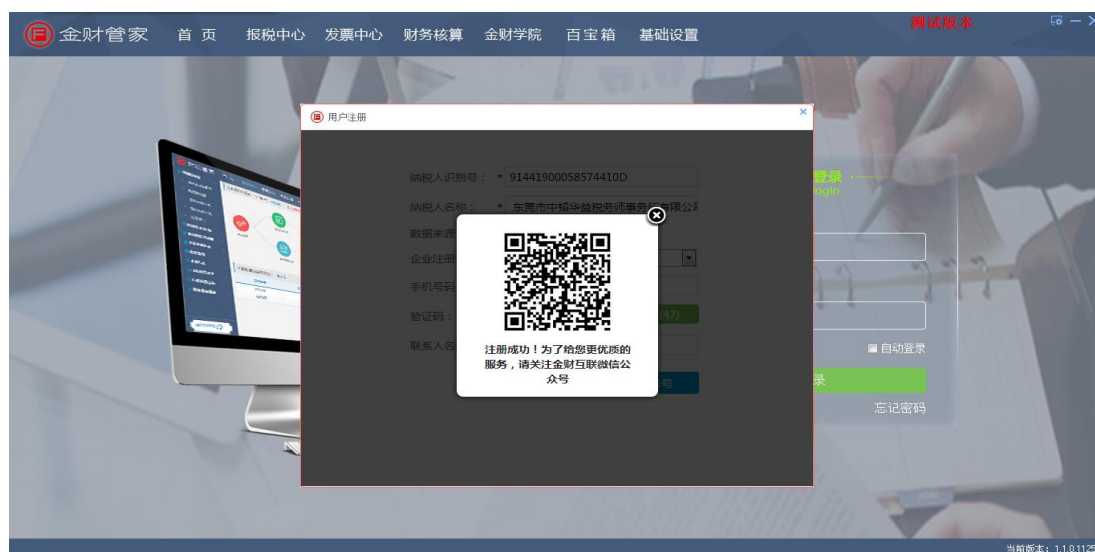 测试版本
金财管家 首 页 报税中心 发票中心 财务核算 金财学院 百宝箱 基础设置
用户注册
纳税人识别号： * 91441900058574410D
纳税人名称： * 东莞市中韬华益税务师事务所有限公司
数据来源
企业注册
手机号码
验证码： (47)
联系人名
注册成功！为了给您更优质的
服务，请关注金财互联微信公
众号
号
登录
login
自动登录
录
忘记密码
当前版本：1.1.0.1125